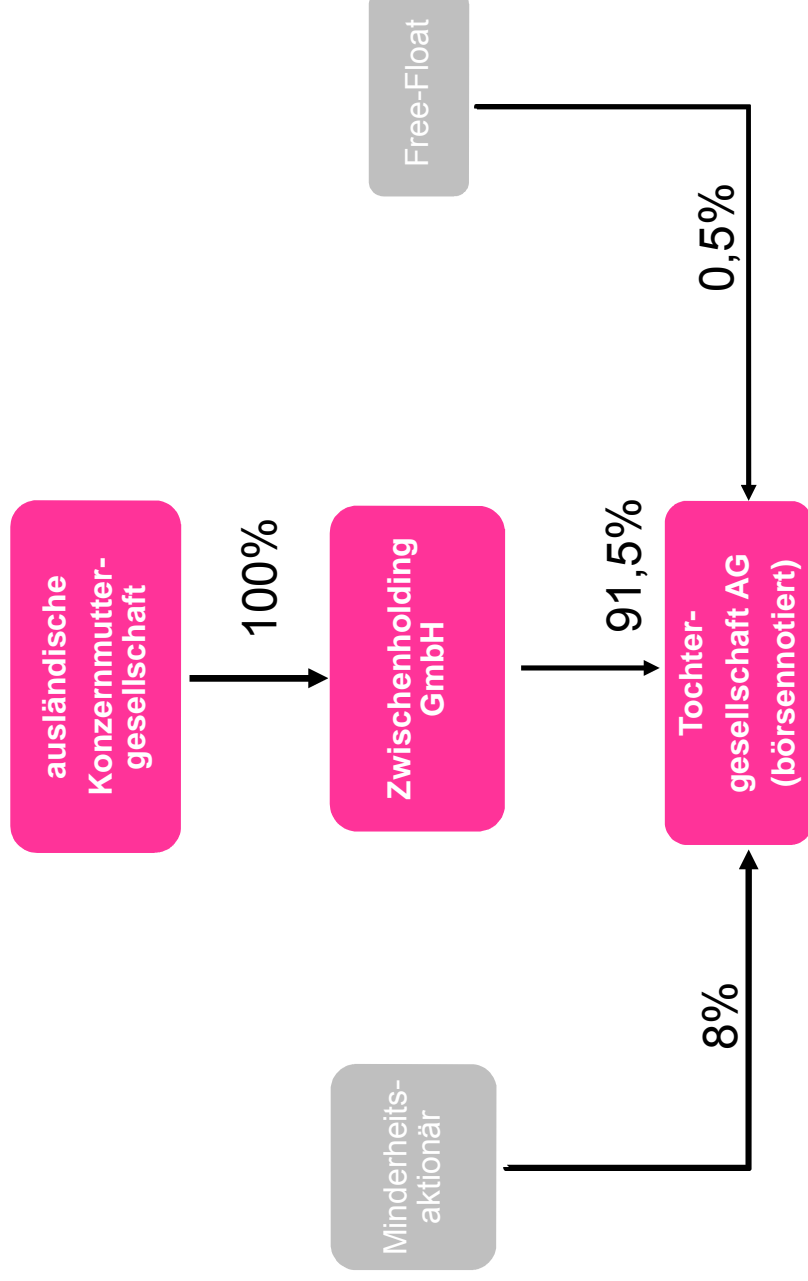 ausländische
Konzernmutter-
gesellschaft
100%
Minderheits-
aktionär
Zwischenholding
GmbH
Free-Float
8%
91,5%
0,5%
Tochter-
gesellschaft AG
(börsennotiert)